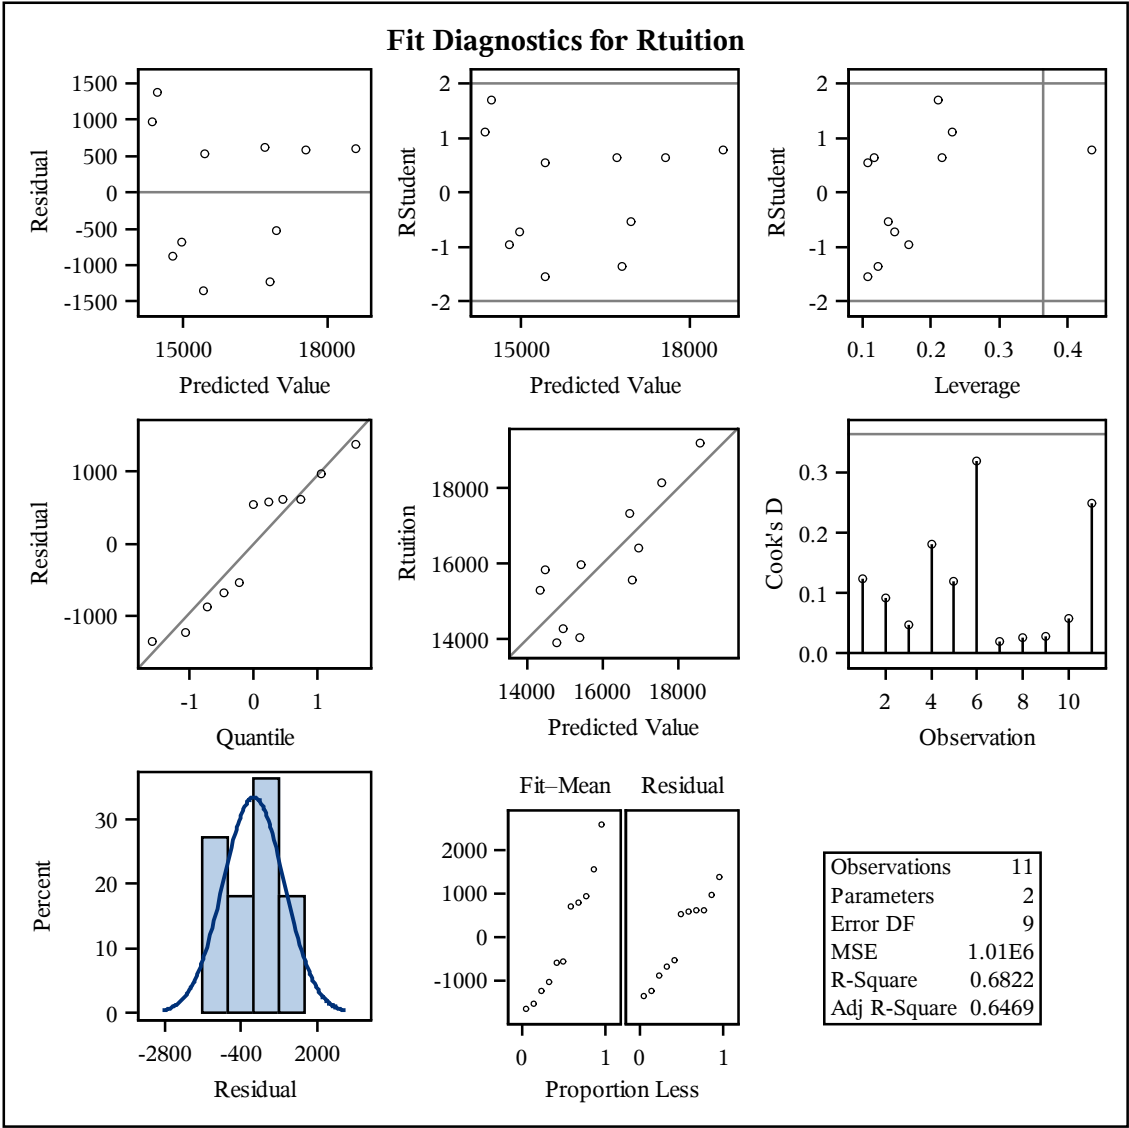 Fit Diagnostics for Rtuition
1500
1000
500
0
-500
-1000
-1500
Residual
15000 18000
Predicted Value
2
1
0
-1
-2
RStudent
15000 18000
Predicted Value
2
1
0
-1
-2
RStudent
0.1 0.2 0.3 0.4
Leverage
1000
0
-1000
Residual
-1 0 1
Quantile
18000
16000
14000
Rtuition
14000 16000 18000
Predicted Value
0.3
0.2
0.1
0.0
Cook's D
2 4 6 8 10
Observation
30
20
10
0
Percent
-2800 -400 2000
Residual
Fit–Mean Residual
2000
1000
0
-1000
0 1 0 1
Proportion Less
Observations 11
Parameters 2
Error DF 9
MSE 1.01E6
R-Square 0.6822
Adj R-Square 0.6469